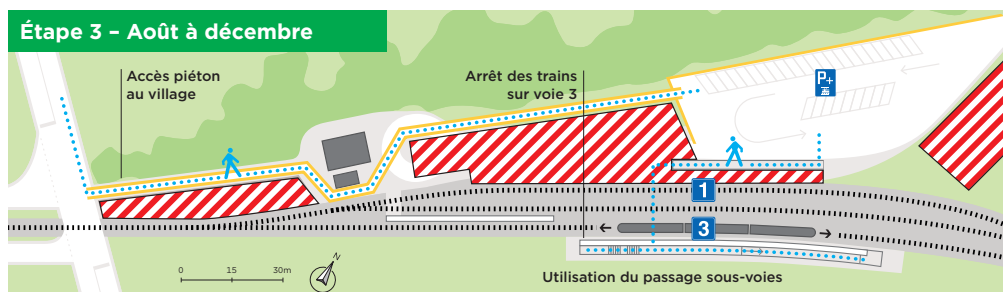 Étape 3 – Août à décembre
Accès piéton
au village
Arrêt des trains
sur voie 3
P+
1
3
0 15 30m
N
Utilisation du passage sous-voies